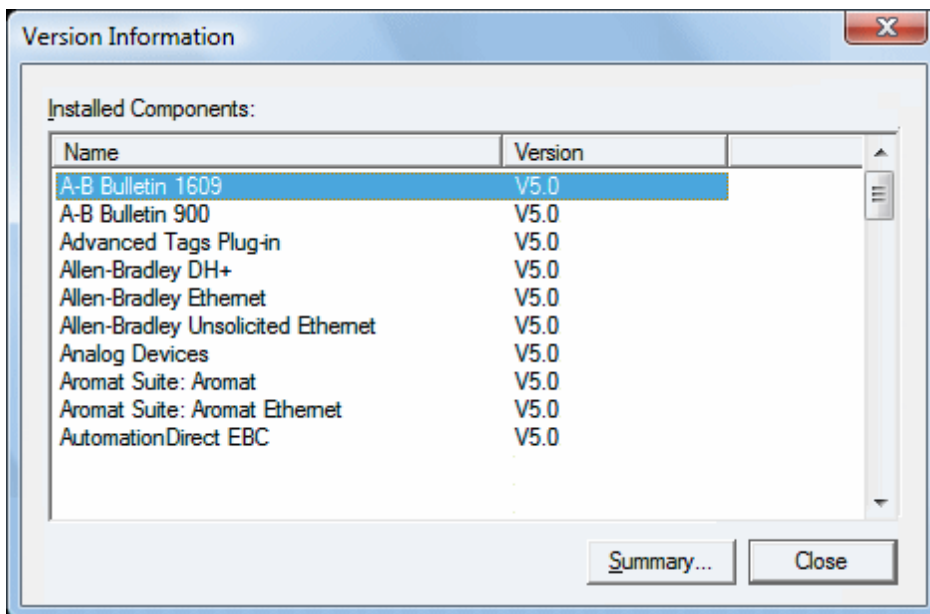 Version Information
Installed Components:
Name Version
A-B Bulletin 1609 V5.0
A-B Bulletin 900 V5.0
Advanced Tags Plug-in V5.0
Allen-Bradley DH+ V5.0
Allen-Bradley Ethernet V5.0
Allen-Bradley Unsolicited Ethernet V5.0
Analog Devices V5.0
Aromat Suite: Aromat V5.0
Aromat Suite: Aromat Ethernet V5.0
AutomationDirect EBC V5.0
Summary... Close